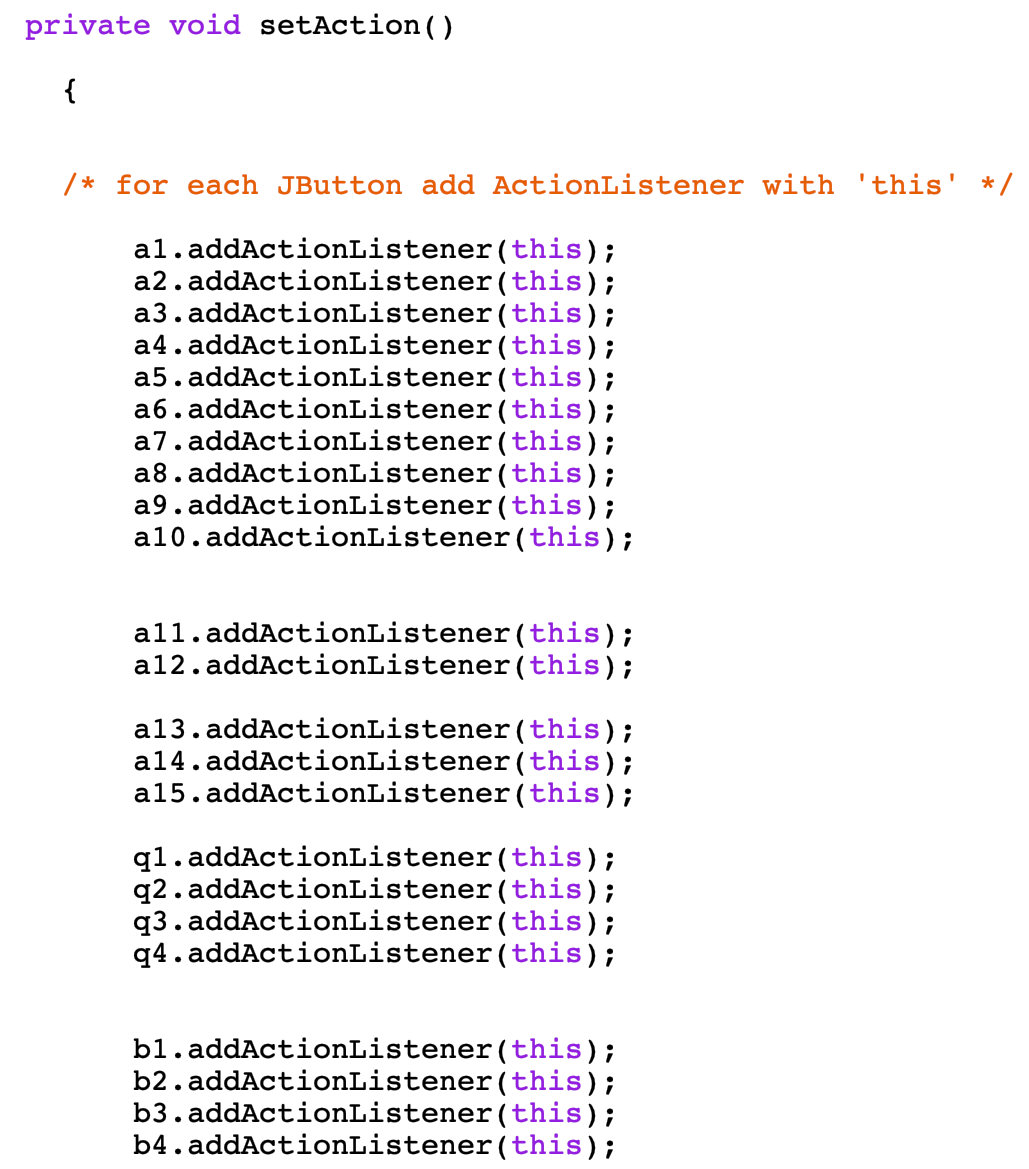 private void setAction()
{
/* for each JButton add ActionListener with 'this' */
a1.addActionListener(this);
a2.addActionListener(this);
a3.addActionListener(this);
a4.addActionListener(this);
a5.addActionListener(this);
a6.addActionListener(this);
a7.addActionListener(this);
a8.addActionListener(this);
a9.addActionListener(this);
a10.addActionListener(this);
a11.addActionListener(this);
a12.addActionListener(this);
a13.addActionListener(this);
a14.addActionListener(this);
a15.addActionListener(this);
q1.addActionListener(this);
q2.addActionListener(this);
q3.addActionListener(this);
q4.addActionListener(this);
b1.addActionListener(this);
b2.addActionListener(this);
b3.addActionListener(this);
b4.addActionListener(this);